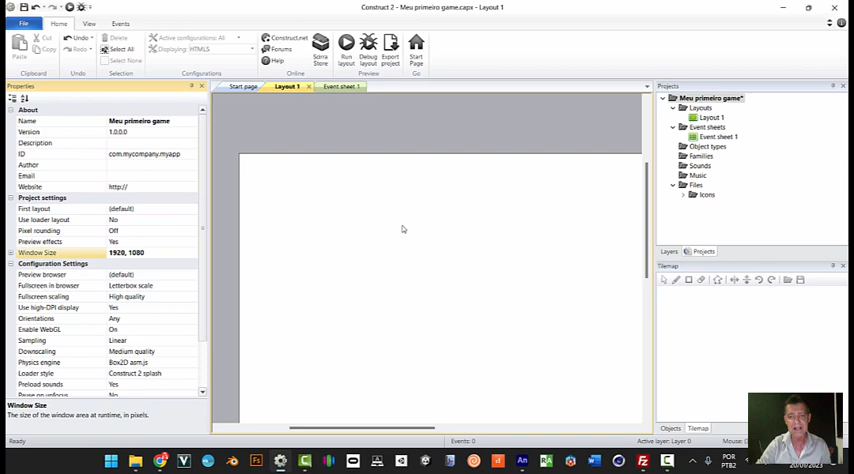 Construct 2 - Meu primeiro game.capx - Layout 1
File
Home
View
Events
Paste
Cut
Copy
Clipboard
Undo
Redo
Undo
Delete
Select All
Select None
Selection
Active configurations: All
Displaying: HTML5
Configurations
Construct.net
Forums
Help
Online
Scirra Store
Run layout
Debug layout
Export project
Preview
Start Page
Go
Properties
Start page
Layout 1
Event sheet 1
Projects
About
Name Meu primeiro game
Version 1.0.0.0
Description
ID com.mycompany.myapp
Author
Email
Website http://
Project settings
First layout (default)
Use loader layout No
Pixel rounding Off
Preview effects Yes
Window Size 1920, 1080
Configuration Settings
Preview browser (default)
Fullscreen in browser Letterbox scale
Fullscreen scaling High quality
Use high-DPI display Yes
Orientations Any
Enable WebGL On
Sampling Linear
Downscaling Medium quality
Physics engine Box2D asm.js
Loader style Construct 2 splash
Preload sounds Yes
Pause on unfocus No
Window Size
The size of the window area at runtime, in pixels.
Meu primeiro game*
Layouts
Layout 1
Event sheets
Event sheet 1
Object types
Families
Sounds
Music
Files
Icons
Layers
Projects
Tilemap
Objects
Tilemap
Ready
Events: 0
Active layer: Layer 0
Mouse: (
POR
PTB2
20/01/2023